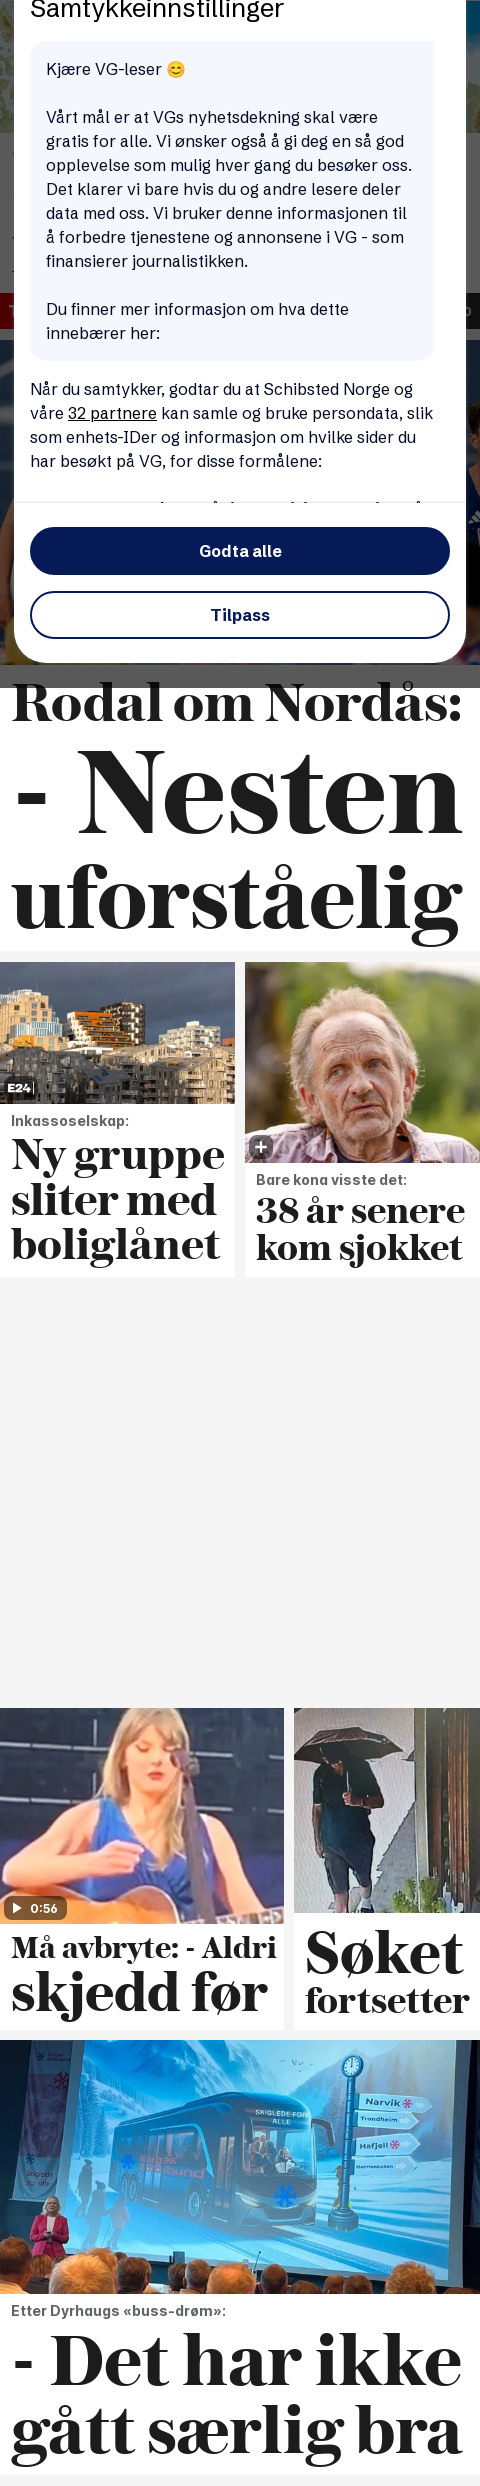 Samtykkeinnstillinger
Kjære VG-leser 😊
Vårt mål er at VGs nyhetsdekning skal være
gratis for alle. Vi ønsker også å gi deg en så god
opplevelse som mulig hver gang du besøker oss.
Det klarer vi bare hvis du og andre lesere deler
data med oss. Vi bruker denne informasjonen til
å forbedre tjenestene og annonsene i VG - som
finansierer journalistikken.
Du finner mer informasjon om hva dette
innebærer her:
Når du samtykker, godtar du at Schibsted Norge og
våre 32 partnere kan samle og bruke persondata, slik
som enhets-IDer og informasjon om hvilke sider du
har besøkt på VG, for disse formålene:
Godta alle
Tilpass
Rodal om Nordås:
- Nesten
uforståelig
E24
Inkassoselskap:
Ny gruppe
sliter med
boliglånet
Bare kona visste det:
38 år senere
kom sjokket
0:56
Må avbryte: - Aldri
skjedd før
Søket
fortsetter
SKIGLEDE FOR
ALLE
Narvik
Trondheim
Hafjell
Holmenkollen
Etter Dyrhaugs «buss-drøm»:
- Det har ikke
gått særlig bra